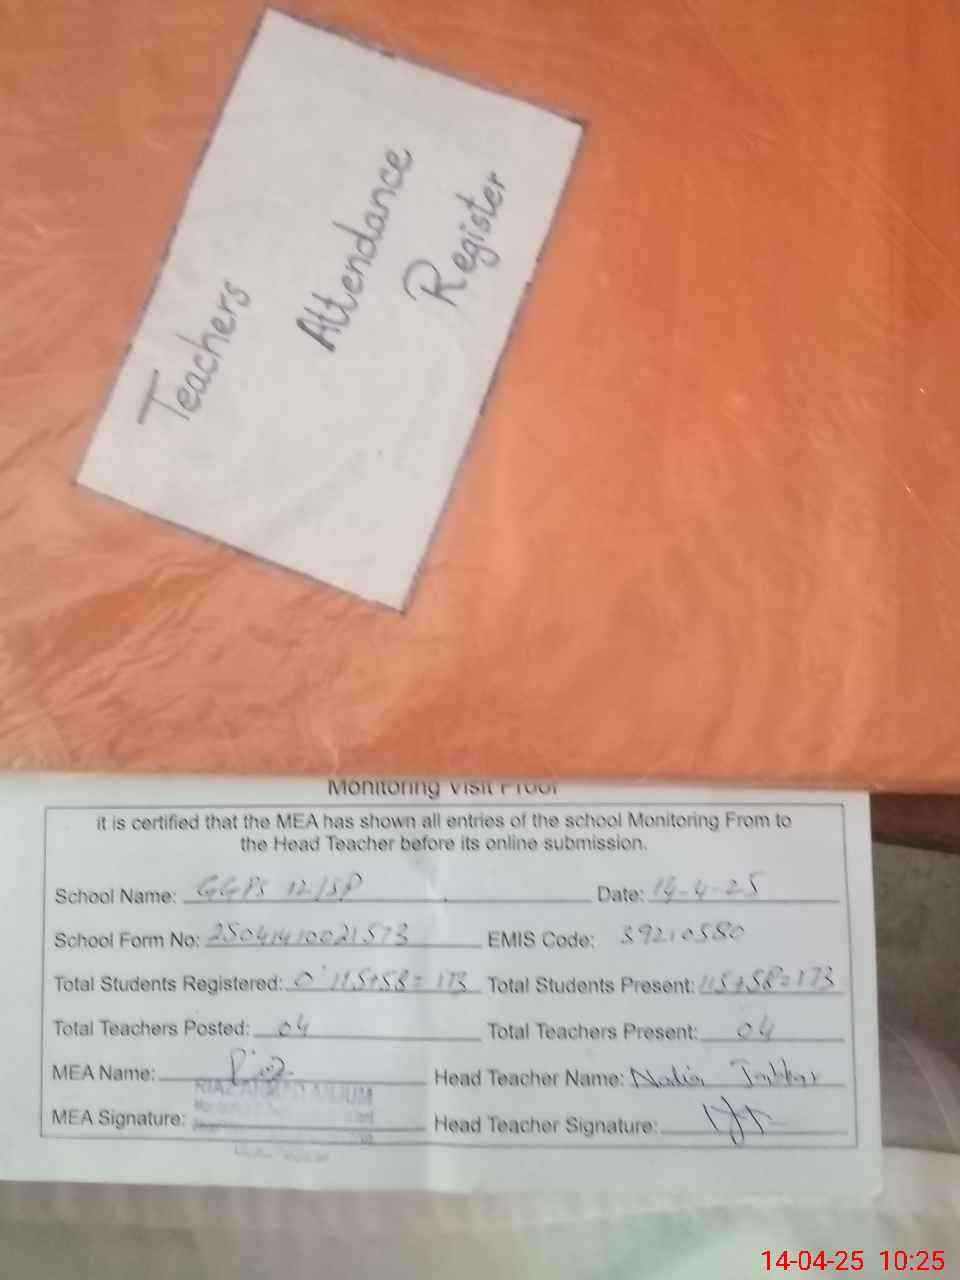 Teachers
Attendance
Register
Monitoring Visit Proof
it is certified that the MEA has shown all entries of the school Monitoring From to
the Head Teacher before its online submission.
School Name: GGPS 12/SP Date: 14-4-25
School Form No: EMIS Code: 39210580
Total Students Registered: 0 115+58=173 Total Students Present: 115+58=173
Total Teachers Posted: 04 Total Teachers Present: 04
MEA Name: Riaz Head Teacher Name: Nadia Jabbar
MEA Signature: Head Teacher Signature:
14-04-25 10:25